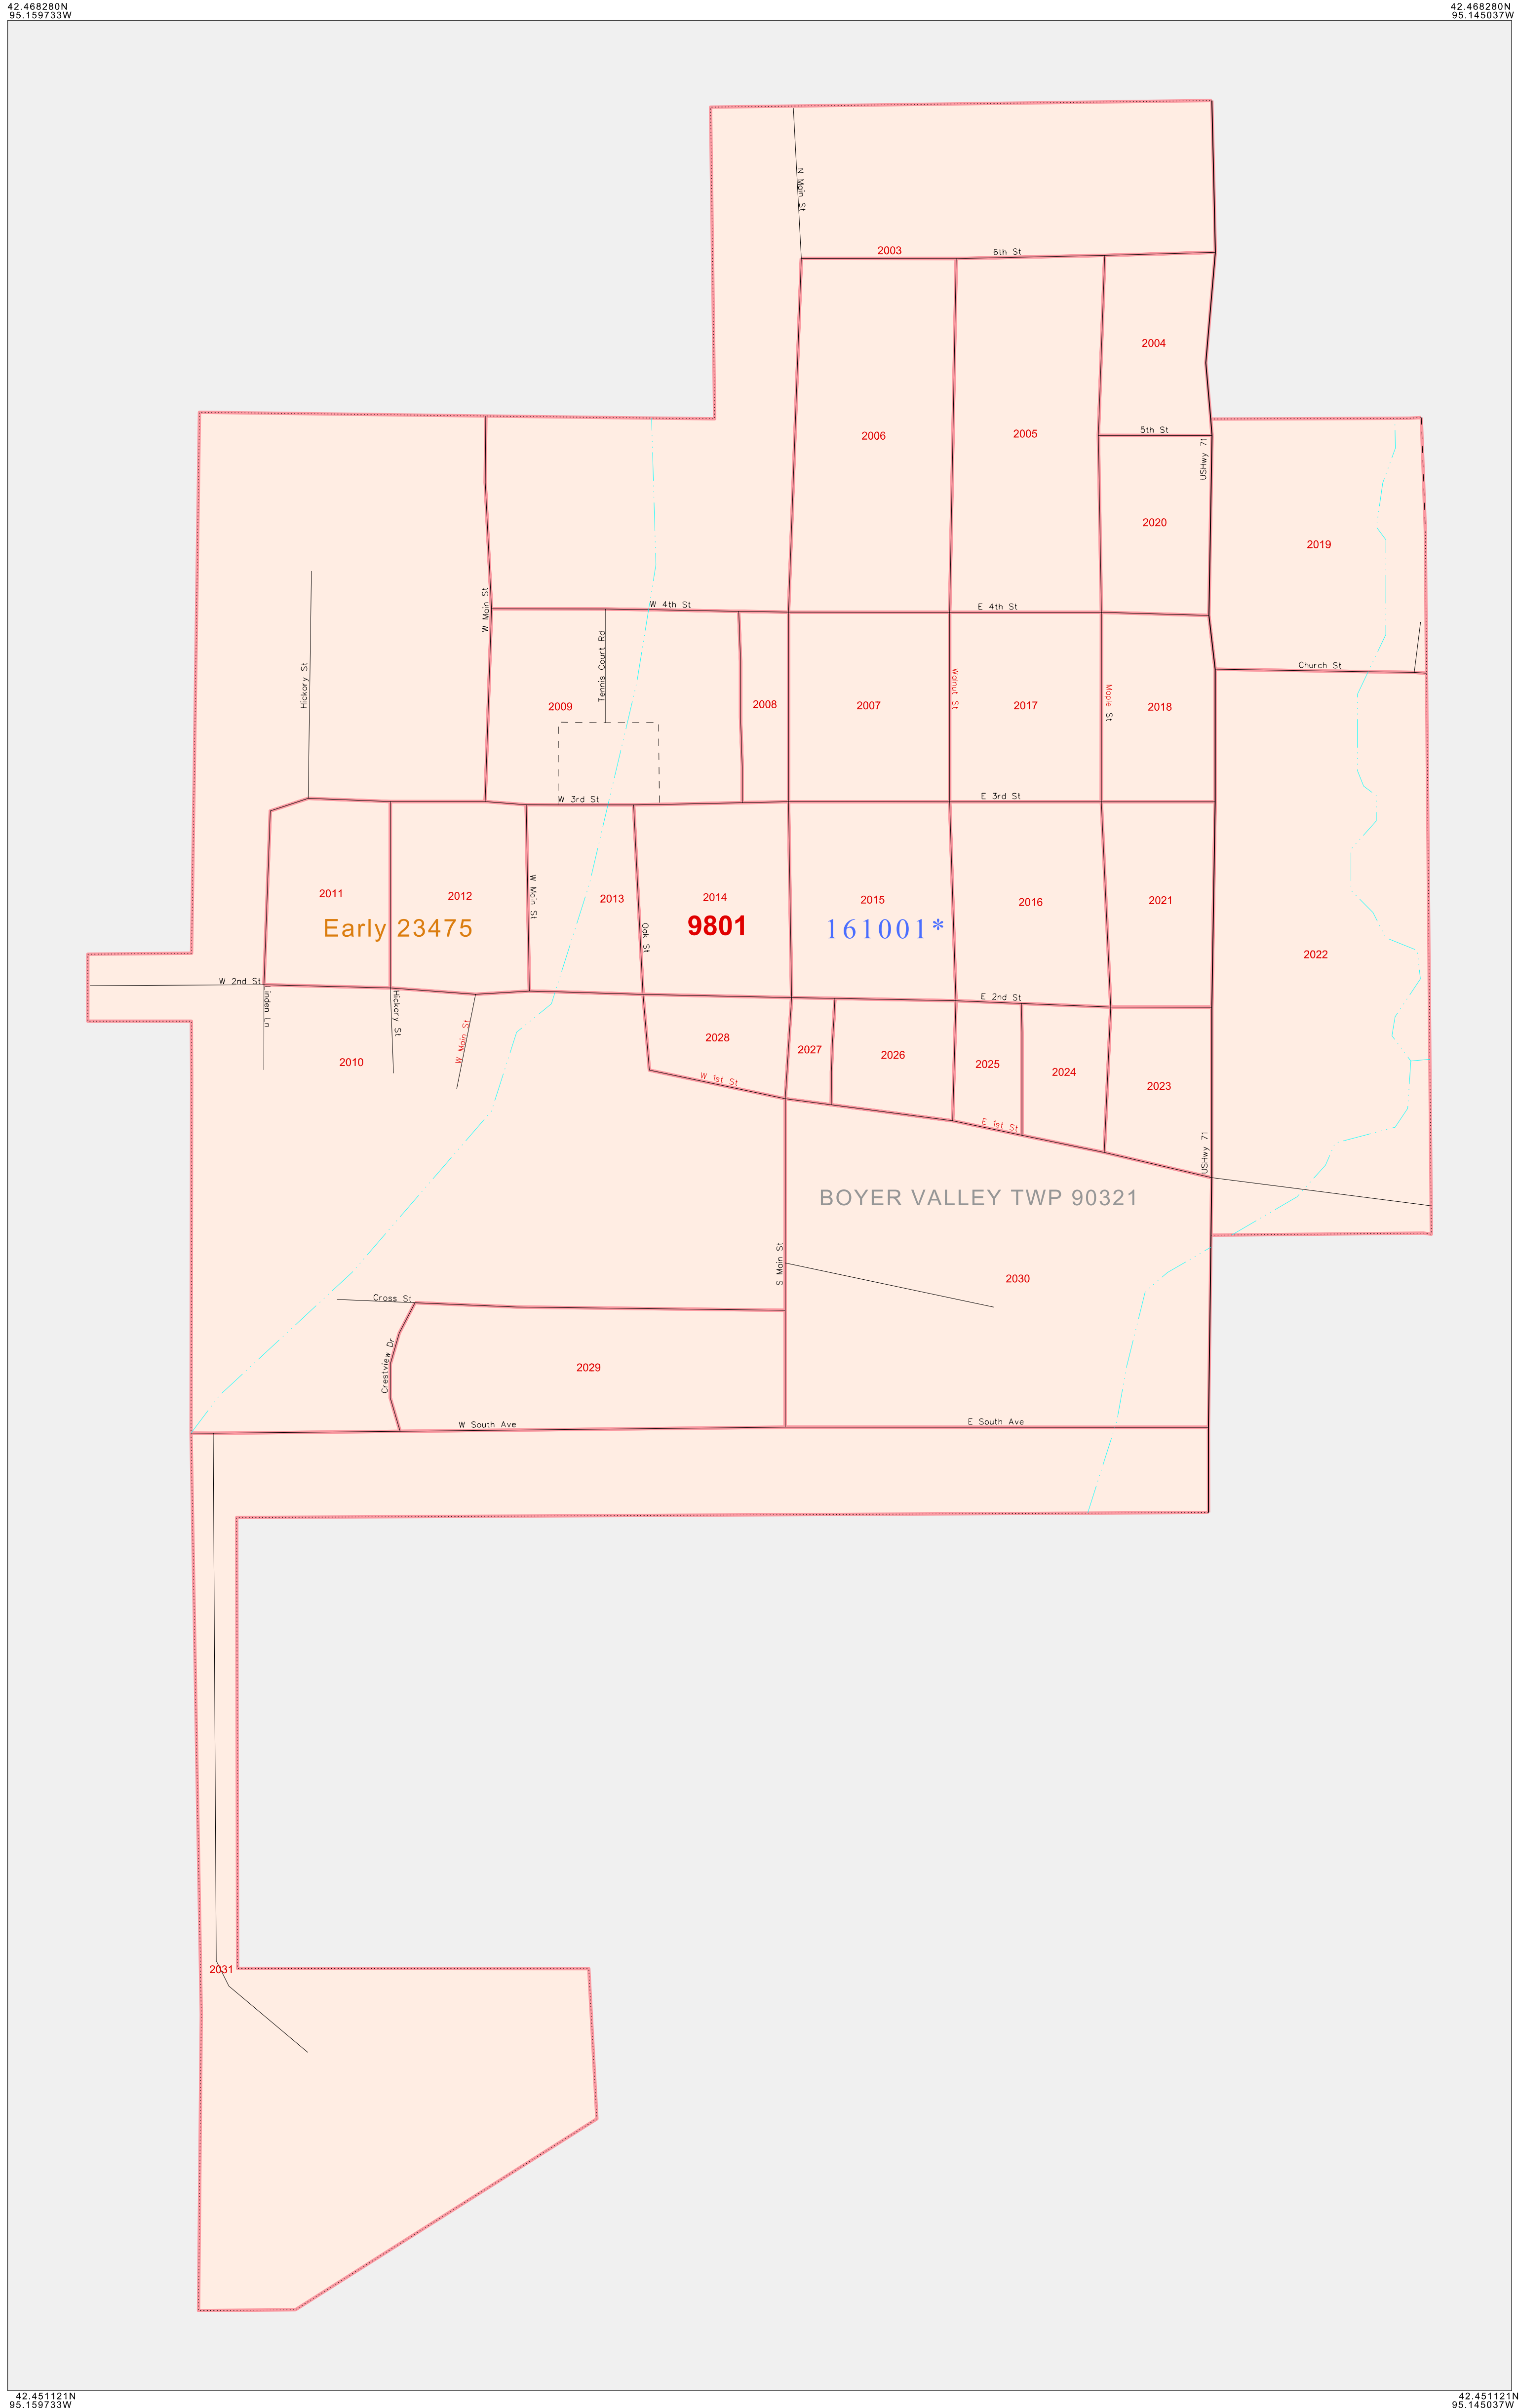 42.468280N
95.159733W
42.468280N
95.145037W
N Main St
2003
6th St
2004
2006
2005
5th St
USHwy 71
2020
2019
W Main St
W 4th St
E 4th St
Hickory St
Tennis Court Rd
Church St
2009
2008
2007
Walnut St
2017
Maple St
2018
W 3rd St
E 3rd St
2011
2012
W Main St
2013
2014
2015
2016
2021
Early 23475
Oak St
9801
161001*
2022
W 2nd St
E 2nd St
Linden Ln
Hickory St
W Main St
2010
2028
2027
2026
2025
2024
2023
W 1st St
E 1st St
USHwy 71
BOYER VALLEY TWP 90321
S Main St
2030
Cross St
Crestview Dr
2029
W South Ave
E South Ave
2031
42.451121N
95.159733W
42.451121N
95.145037W